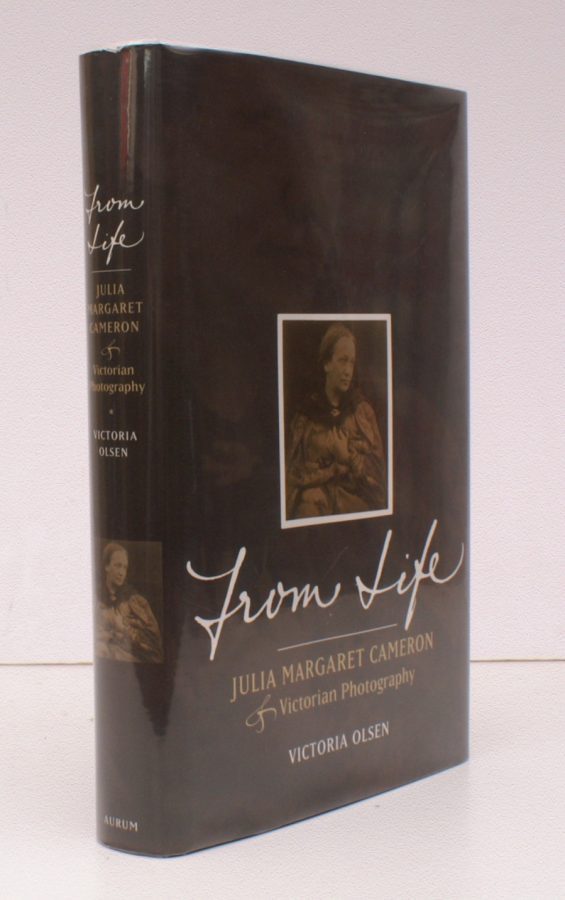 From
Life
JULIA
MARGARET
CAMERON
&
Victorian
Photography
VICTORIA
OLSEN
AURUM
From Life
JULIA MARGARET CAMERON
& Victorian Photography
VICTORIA OLSEN